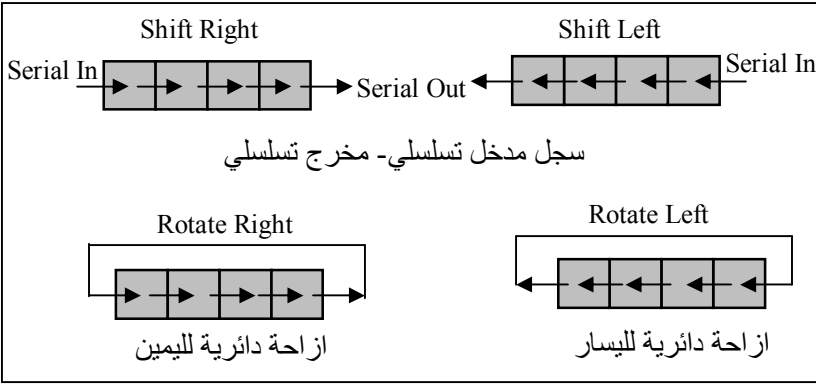 Shift Right
Shift Left
Serial In
Serial Out
Serial In
سجل مدخل تسلسلي- مخرج تسلسلي
Rotate Right
Rotate Left
ازاحة دائرية لليمين
ازاحة دائرية لليسار